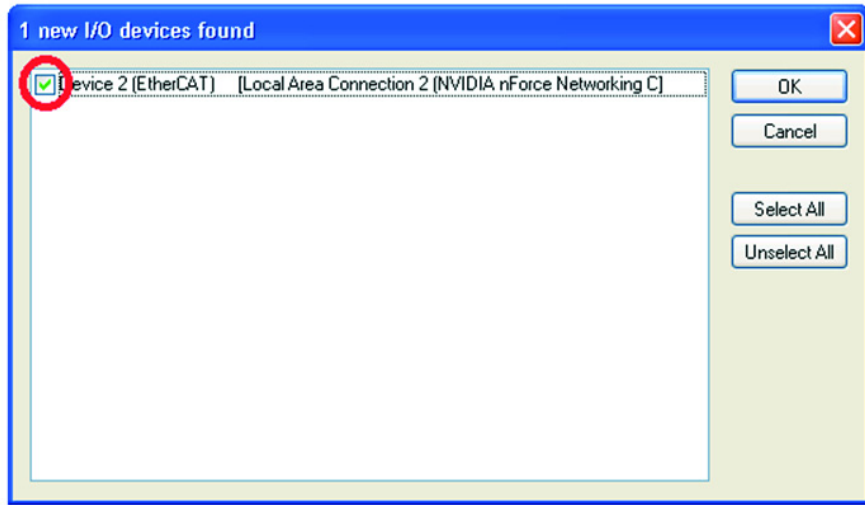 1 new I/O devices found
Device 2 (EtherCAT) [Local Area Connection 2 (NVIDIA nForce Networking C]
OK
Cancel
Select All
Unselect All